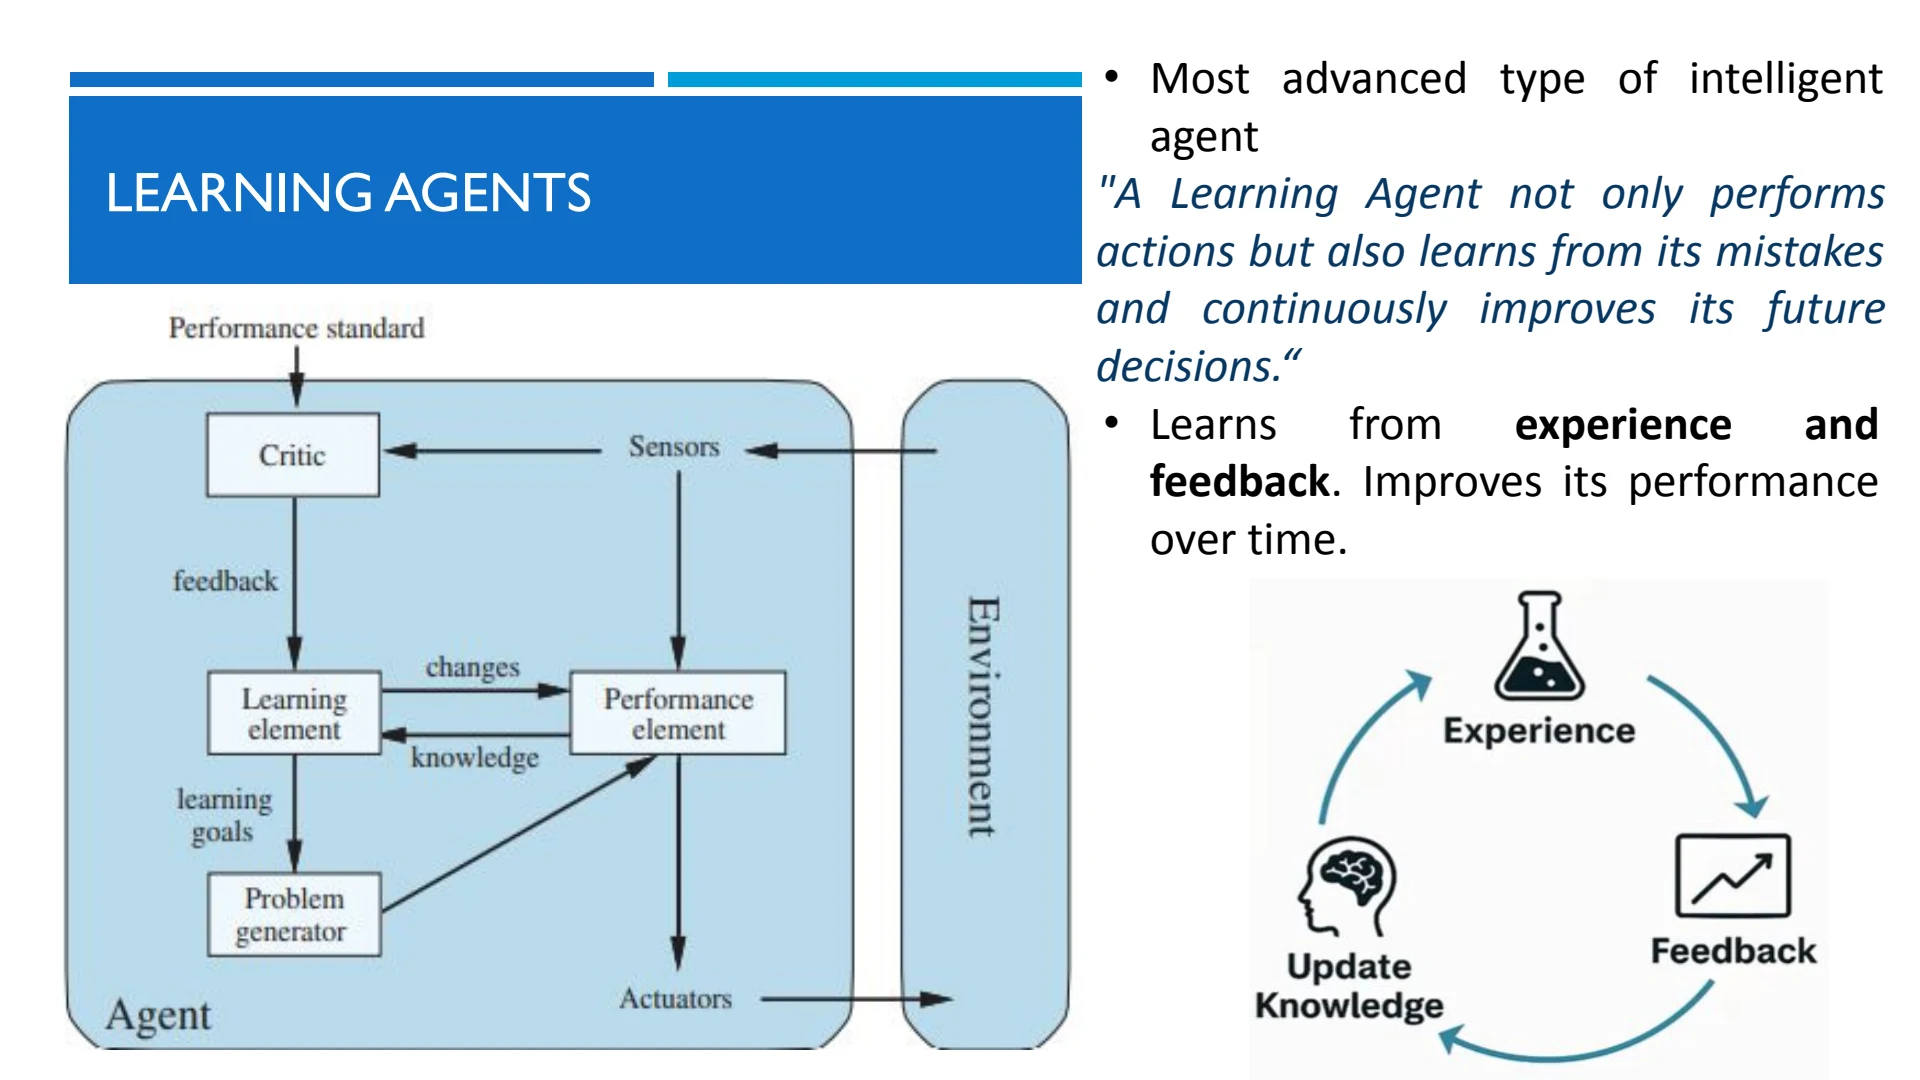 LEARNING AGENTS
• Most advanced type of intelligent
agent
"A Learning Agent not only performs
actions but also learns from its mistakes
and continuously improves its future
decisions.“
• Learns from experience and
feedback. Improves its performance
over time.
Performance standard
Critic
Sensors
feedback
changes
Learning
element
Performance
element
knowledge
learning
goals
Problem
generator
Actuators
Agent
Environment
Experience
Feedback
Update
Knowledge